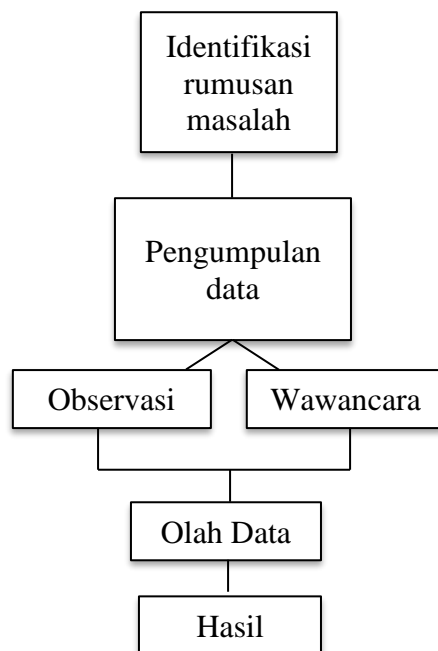 Identifikasi
rumusan
masalah
Pengumpulan
data
Observasi
Wawancara
Olah Data
Hasil